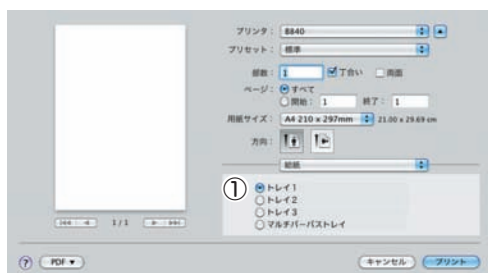 プリンタ： B840
プリセット： 標準
部数： 1 丁合い 両面
ページ： すべて
開始： 1 終了： 1
用紙サイズ： A4 210 x 297mm 21.00 x 29.69 cm
方向：
給紙
① トレイ1
トレイ2
トレイ3
マルチパーパストレイ
1 / 1
? PDF ▼ キャンセル プリント